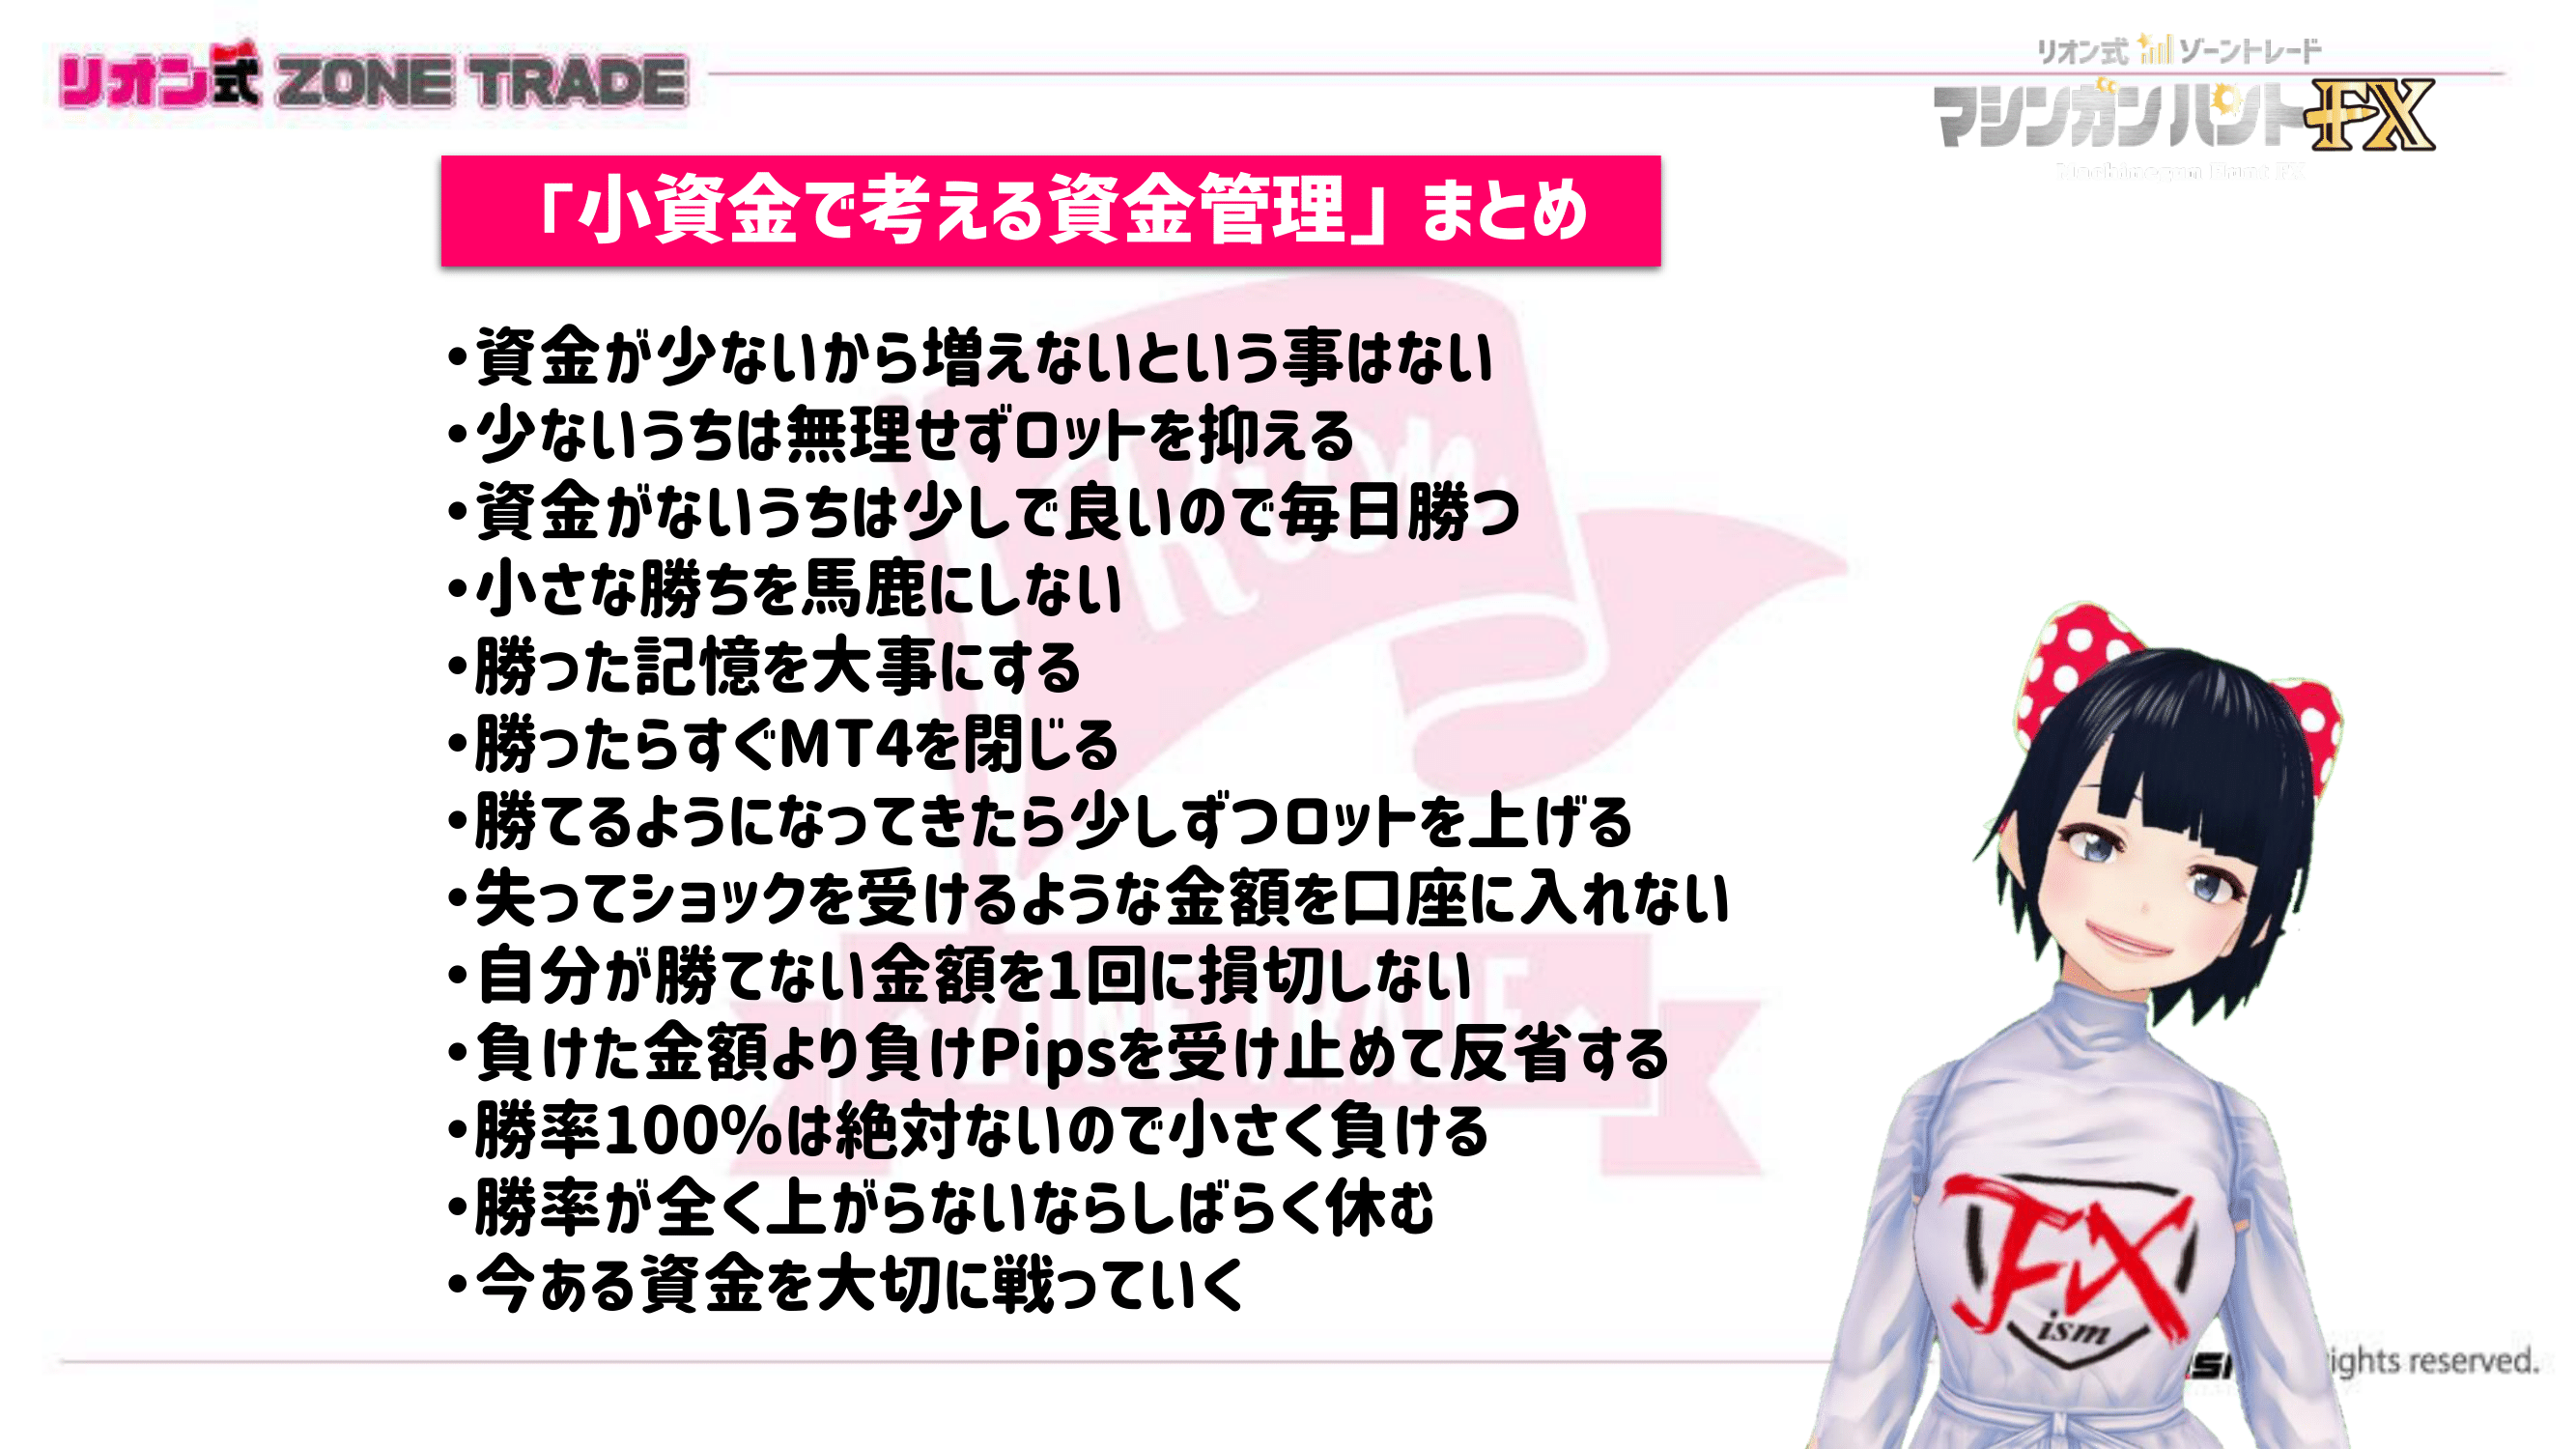 リオン式 ZONE TRADE
リオン式 ゾーントレード
マシンガンハントFX
「小資金で考える資金管理」まとめ
・資金が少ないから増えないという事はない
・少ないうちは無理せずロットを抑える
・資金がないうちは少しで良いので毎日勝つ
・小さな勝ちを馬鹿にしない
・勝った記憶を大事にする
・勝ったらすぐMT4を閉じる
・勝てるようになってきたら少しずつロットを上げる
・失ってショックを受けるような金額を口座に入れない
・自分が勝てない金額を1回に損切しない
・負けた金額より負けPipsを受け止めて反省する
・勝率100%は絶対ないので小さく負ける
・勝率が全く上がらないならしばらく休む
・今ある資金を大切に戦っていく
Rion
ZONE TRADE
FX
ism
reserved.